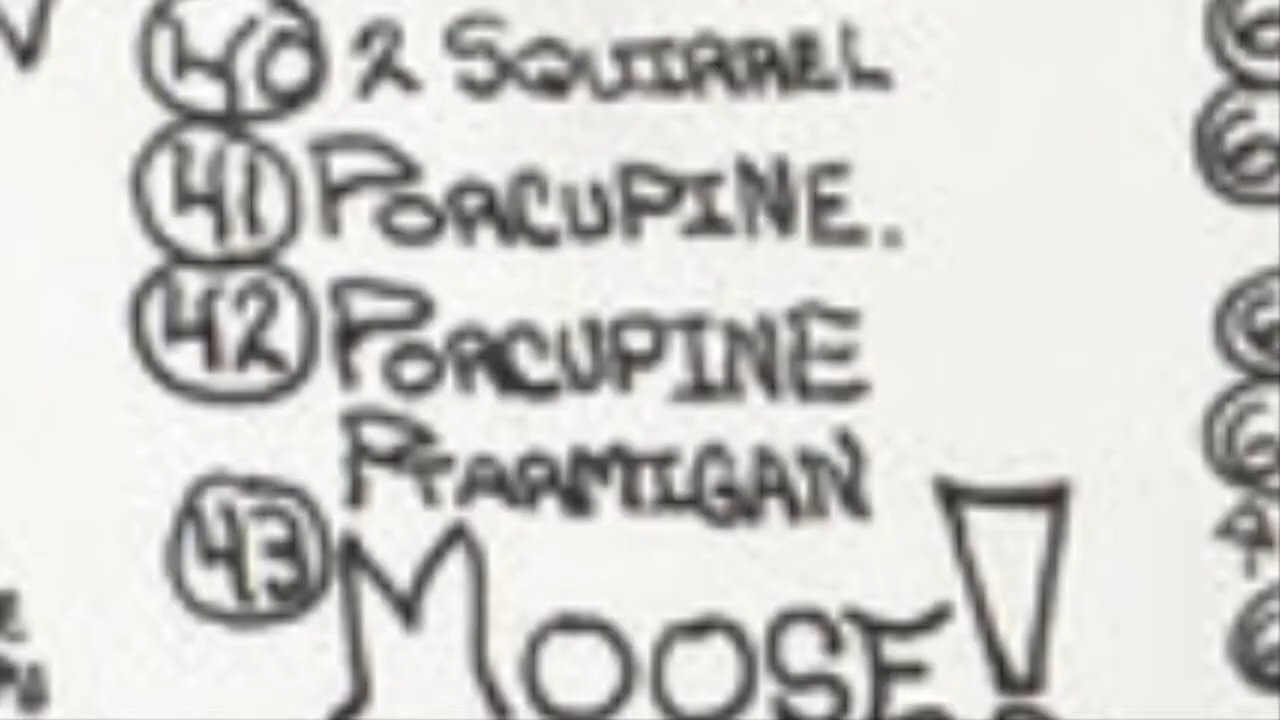 40 2 SQUIRREL
41 PORCUPINE.
42 PORCUPINE
PTARMIGAN
43 MOOSE!